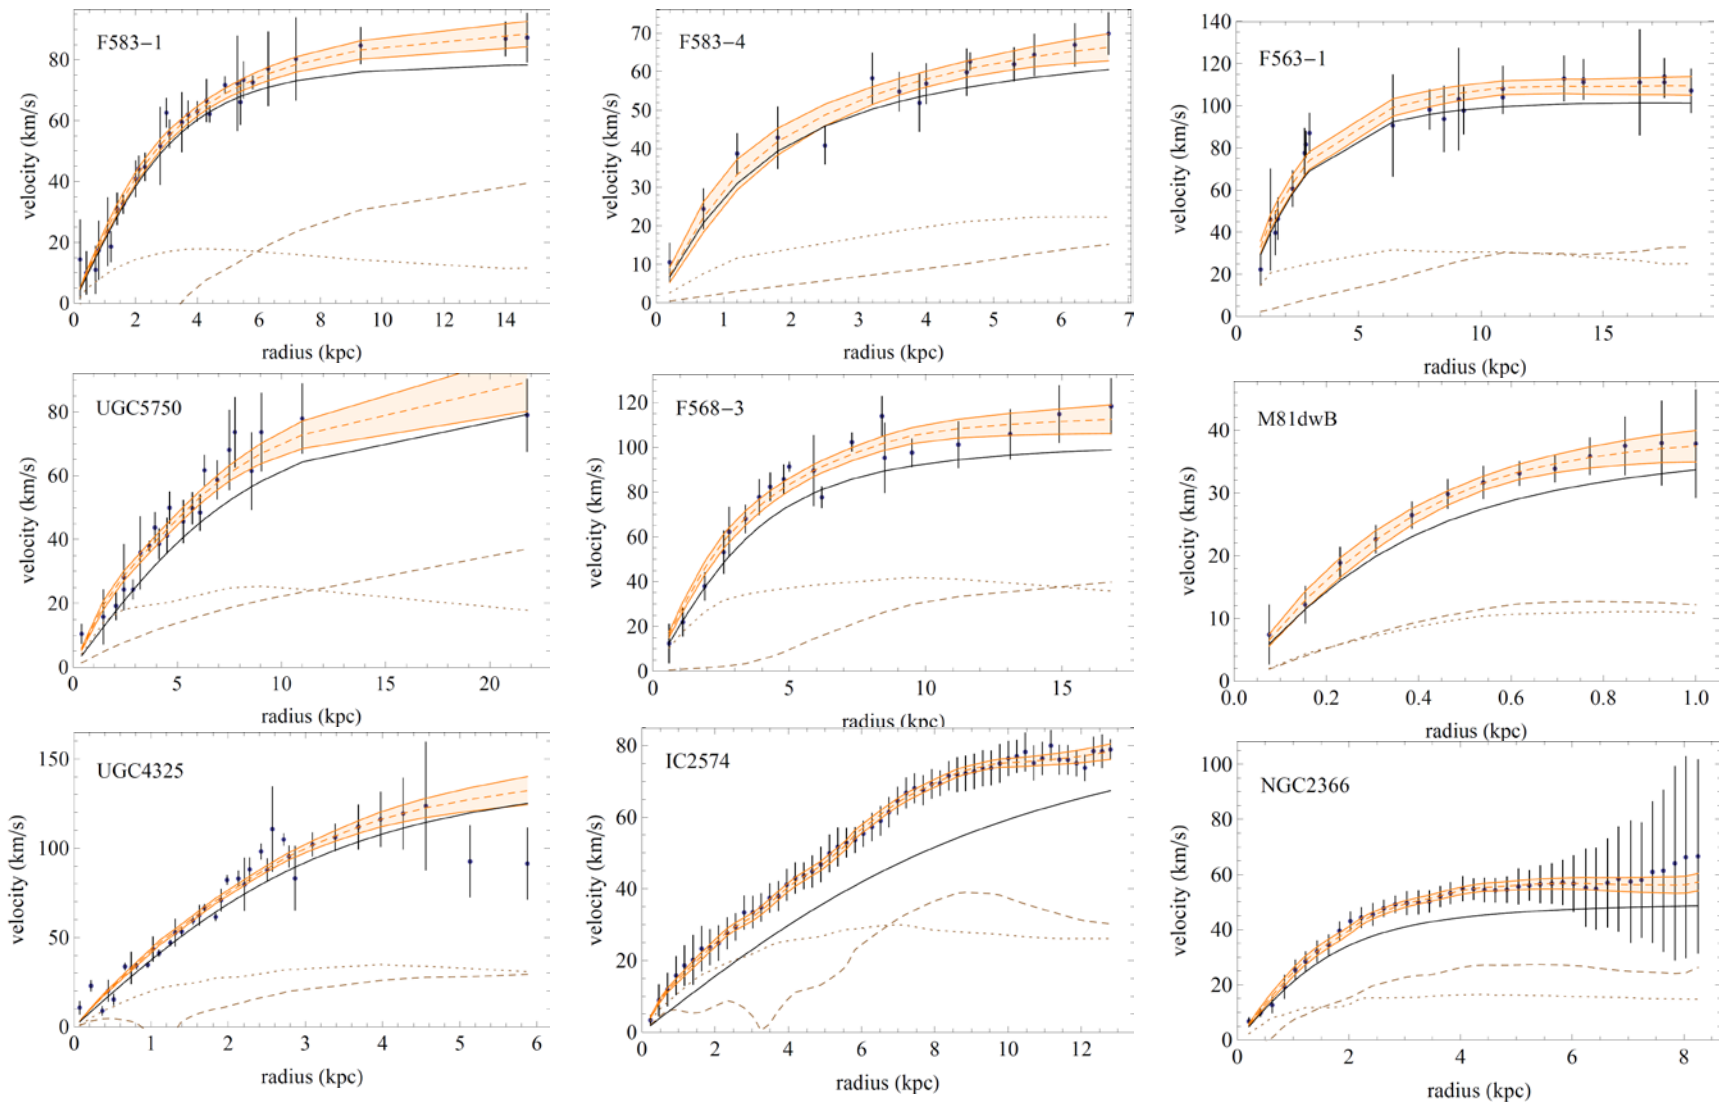 F583−1
velocity (km/s)
80
60
40
20
0
0 2 4 6 8 10 12 14
radius (kpc)
F583−4
velocity (km/s)
70
60
50
40
30
20
10
0
0 1 2 3 4 5 6 7
radius (kpc)
F563−1
velocity (km/s)
140
120
100
80
60
40
20
0
0 5 10 15
radius (kpc)
UGC5750
velocity (km/s)
80
60
40
20
0
0 5 10 15 20
radius (kpc)
F568−3
velocity (km/s)
120
100
80
60
40
20
0
0 5 10 15
radius (kpc)
M81dwB
velocity (km/s)
40
30
20
10
0
0.0 0.2 0.4 0.6 0.8 1.0
radius (kpc)
UGC4325
velocity (km/s)
150
100
50
0
0 1 2 3 4 5 6
radius (kpc)
IC2574
velocity (km/s)
80
60
40
20
0
0 2 4 6 8 10 12
radius (kpc)
NGC2366
velocity (km/s)
100
80
60
40
20
0
0 2 4 6 8
radius (kpc)